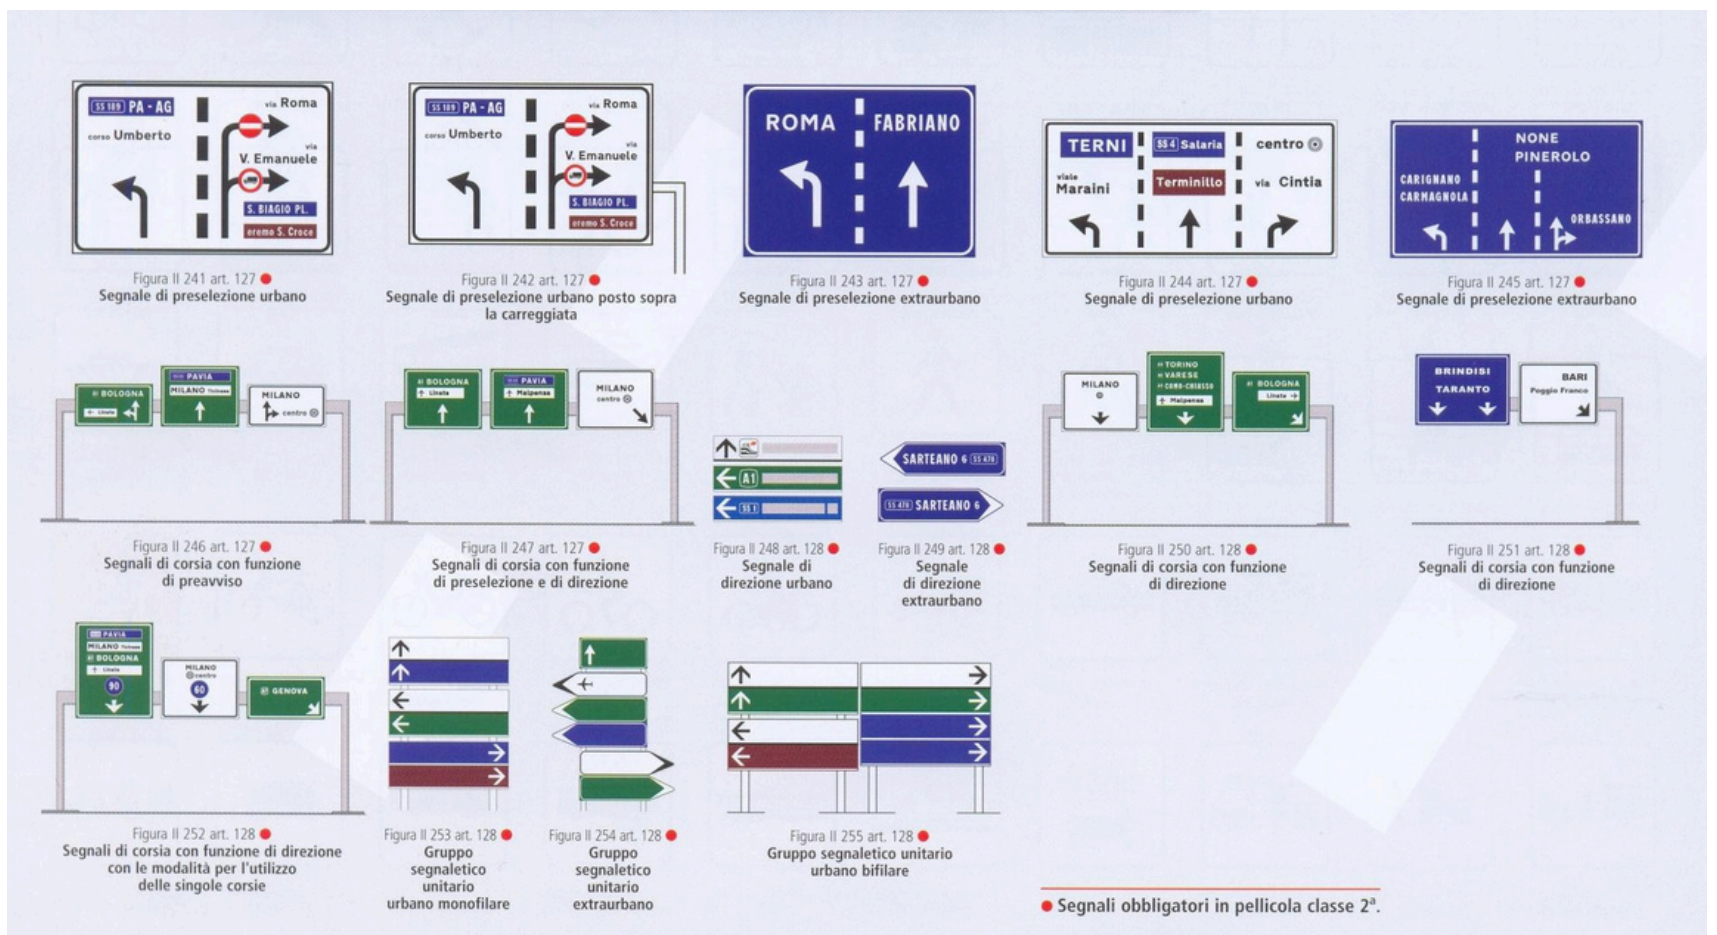 SS 189 PA - AG
corso Umberto
via Roma
via
V. Emanuele
S. BIAGIO PL.
eremo S. Croce
Figura II 241 art. 127
Segnale di preselezione urbano
SS 189 PA - AG
corso Umberto
via Roma
via
V. Emanuele
S. BIAGIO PL.
eremo S. Croce
Figura II 242 art. 127
Segnale di preselezione urbano posto sopra
la carreggiata
ROMA
FABRIANO
Figura II 243 art. 127
Segnale di preselezione extraurbano
TERNI
viale
Maraini
SS 4 Salaria
Terminillo
centro
via Cintia
Figura II 244 art. 127
Segnale di preselezione urbano
CARIGNANO
CARMAGNOLA
NONE
PINEROLO
ORBASSANO
Figura II 245 art. 127
Segnale di preselezione extraurbano
BOLOGNA
Linate
PAVIA
MILANO Ticinese
MILANO
centro
Figura II 246 art. 127
Segnali di corsia con funzione
di preavviso
A1 BOLOGNA
Linate
PAVIA
Malpensa
MILANO
centro
Figura II 247 art. 127
Segnali di corsia con funzione
di preselezione e di direzione
A1
SS 1
Figura II 248 art. 128
Segnale di
direzione urbano
SARTEANO 6 SS 478
SS 478 SARTEANO 6
Figura II 249 art. 128
Segnale
di direzione
extraurbano
MILANO
TORINO
VARESE
COMO-CHIASSO
Malpensa
BOLOGNA
Linate
Figura II 250 art. 128
Segnali di corsia con funzione
di direzione
BRINDISI
TARANTO
BARI
Poggio Franco
Figura II 251 art. 128
Segnali di corsia con funzione
di direzione
PAVIA
MILANO Ticinese
BOLOGNA
Linate
90
MILANO
centro
60
GENOVA
Figura II 252 art. 128
Segnali di corsia con funzione di direzione
con le modalità per l'utilizzo
delle singole corsie
Figura II 253 art. 128
Gruppo
segnaletico
unitario
urbano monofilare
Figura II 254 art. 128
Gruppo
segnaletico
unitario
extraurbano
Figura II 255 art. 128
Gruppo segnaletico unitario
urbano bifilare
Segnali obbligatori in pellicola classe 2ª.